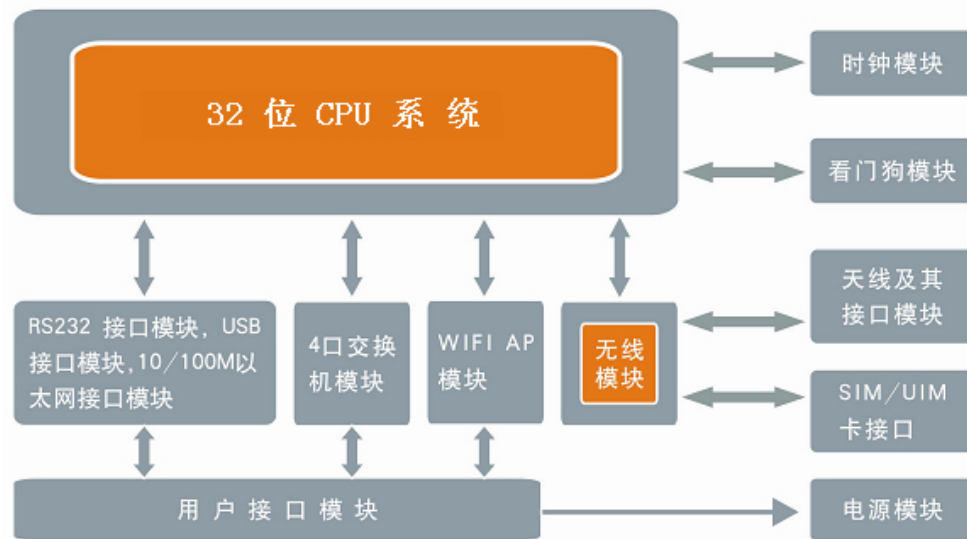 32 位 CPU 系 统
时钟模块
看门狗模块
天线及其
接口模块
RS232 接口模块, USB
接口模块,10/100M以
太网接口模块
4口交换
机模块
WIFI AP
模块
无线
模块
SIM/UIM
卡接口
用 户 接 口 模 块
电源模块